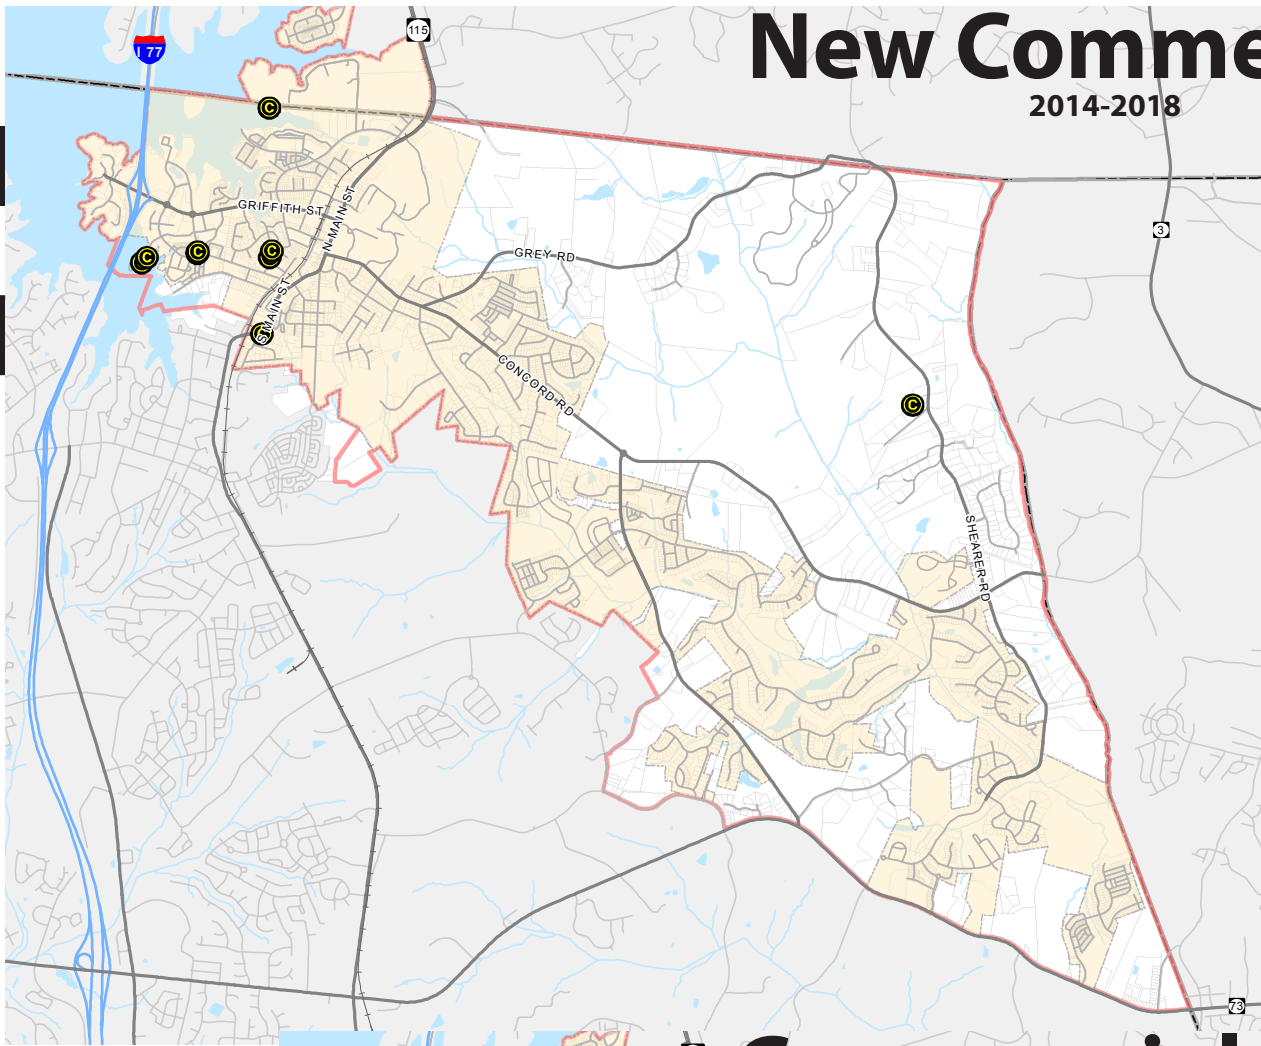 115
I 77
New Comme
2014-2018
C
GRIFFITH ST
N MAIN ST
3
C
C
C
GREY RD
S MAIN ST
C
CONCORD RD
C
SHEARER RD
73